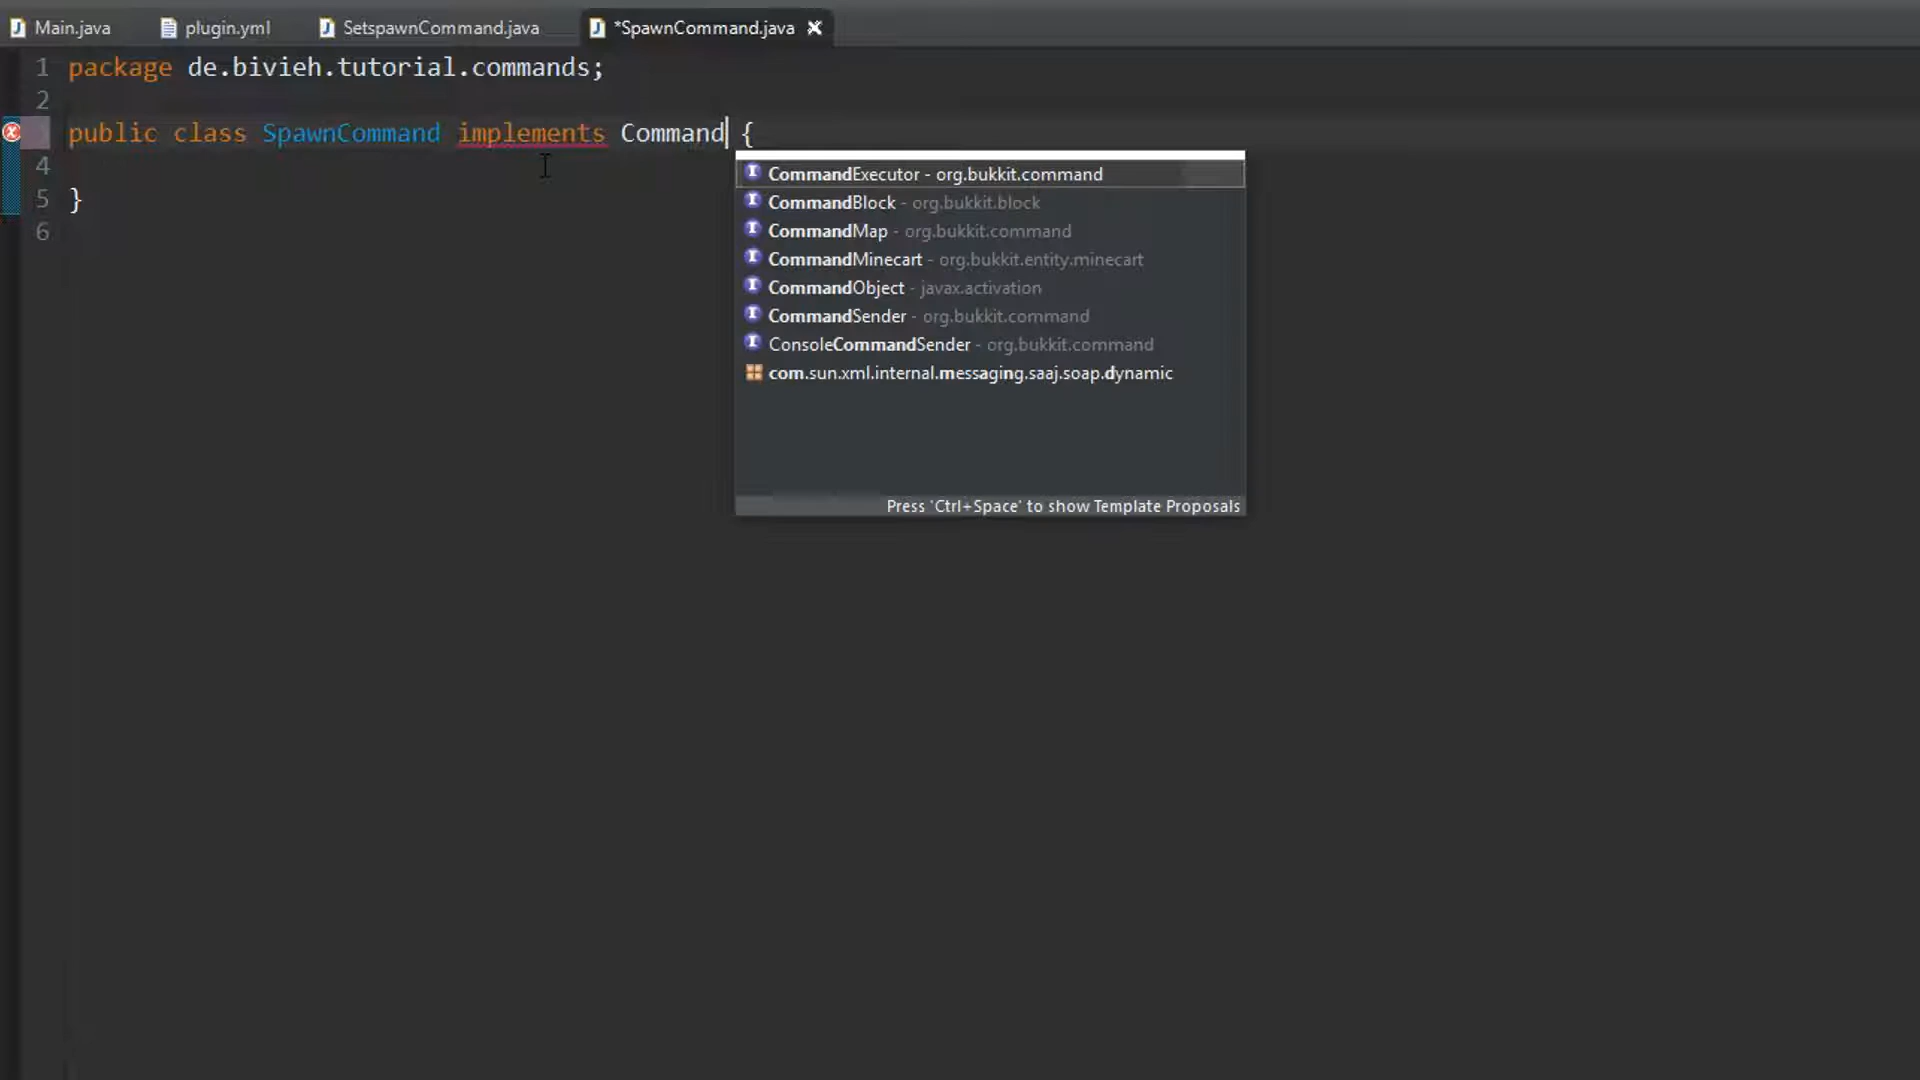 Main.java plugin.yml SetspawnCommand.java *SpawnCommand.java
1 package de.bivieh.tutorial.commands;
2
public class SpawnCommand implements Command {
4
5 }
6
CommandExecutor - org.bukkit.command
CommandBlock - org.bukkit.block
CommandMap - org.bukkit.command
CommandMinecart - org.bukkit.entity.minecart
CommandObject - javax.activation
CommandSender - org.bukkit.command
ConsoleCommandSender - org.bukkit.command
com.sun.xml.internal.messaging.saaj.soap.dynamic
Press 'Ctrl+Space' to show Template Proposals